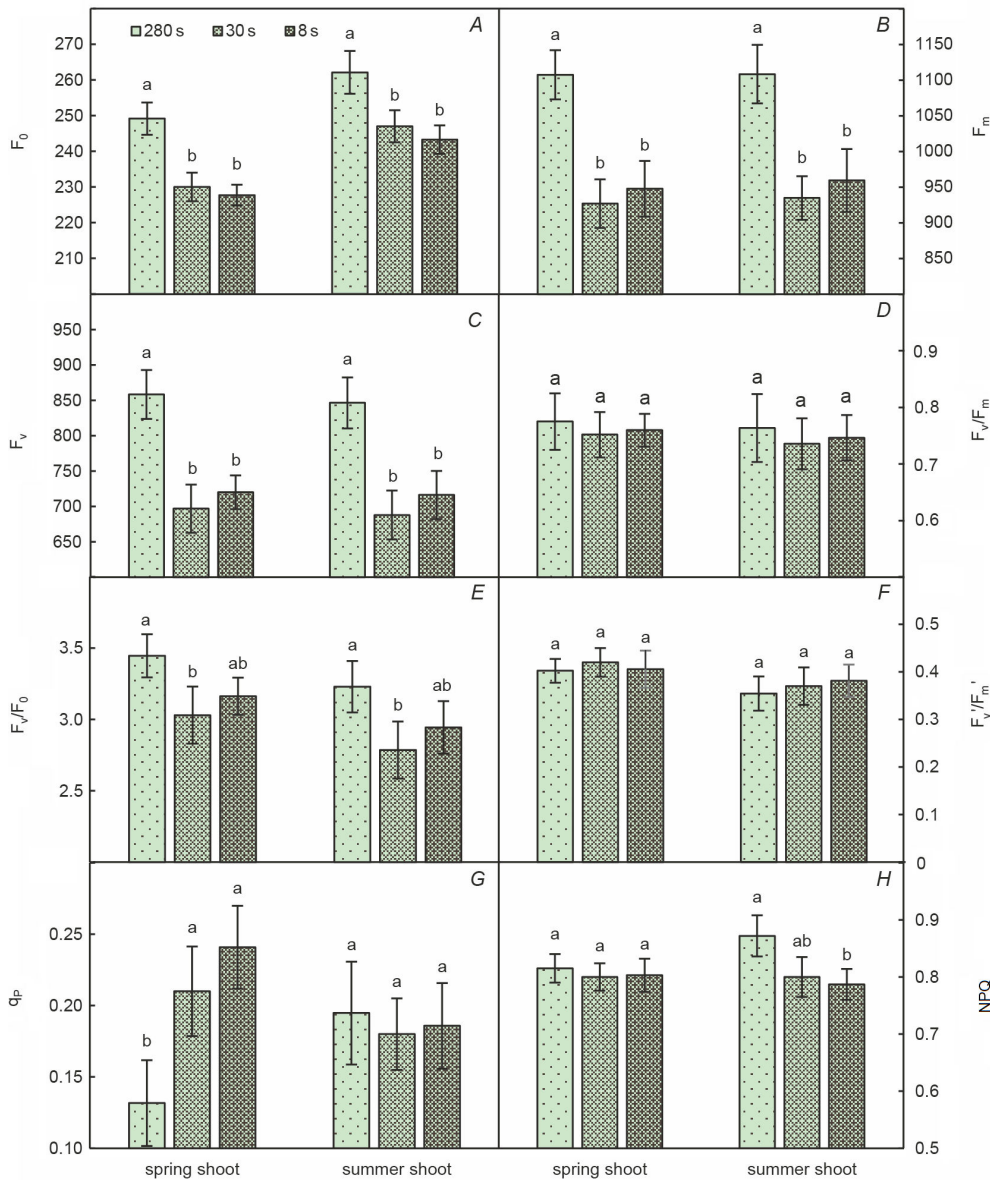 280 s 30 s 8 s
A
F0
270
260
250
240
230
220
210
a
b
b
a
b
b
B
Fm
1150
1100
1050
1000
950
900
850
a
b
b
a
b
b
C
Fv
950
900
850
800
750
700
650
a
b
b
a
b
b
D
Fv/Fm
0.9
0.8
0.7
0.6
a
a
a
a
a
a
E
Fv/F0
3.5
3.0
2.5
a
b
ab
a
b
ab
F
Fv'/Fm'
0.5
0.4
0.3
0.2
0.1
0
a
a
a
a
a
a
G
qP
0.25
0.20
0.15
0.10
b
a
a
a
a
a
H
NPQ
0.9
0.8
0.7
0.6
0.5
a
a
a
a
ab
b
spring shoot summer shoot spring shoot summer shoot